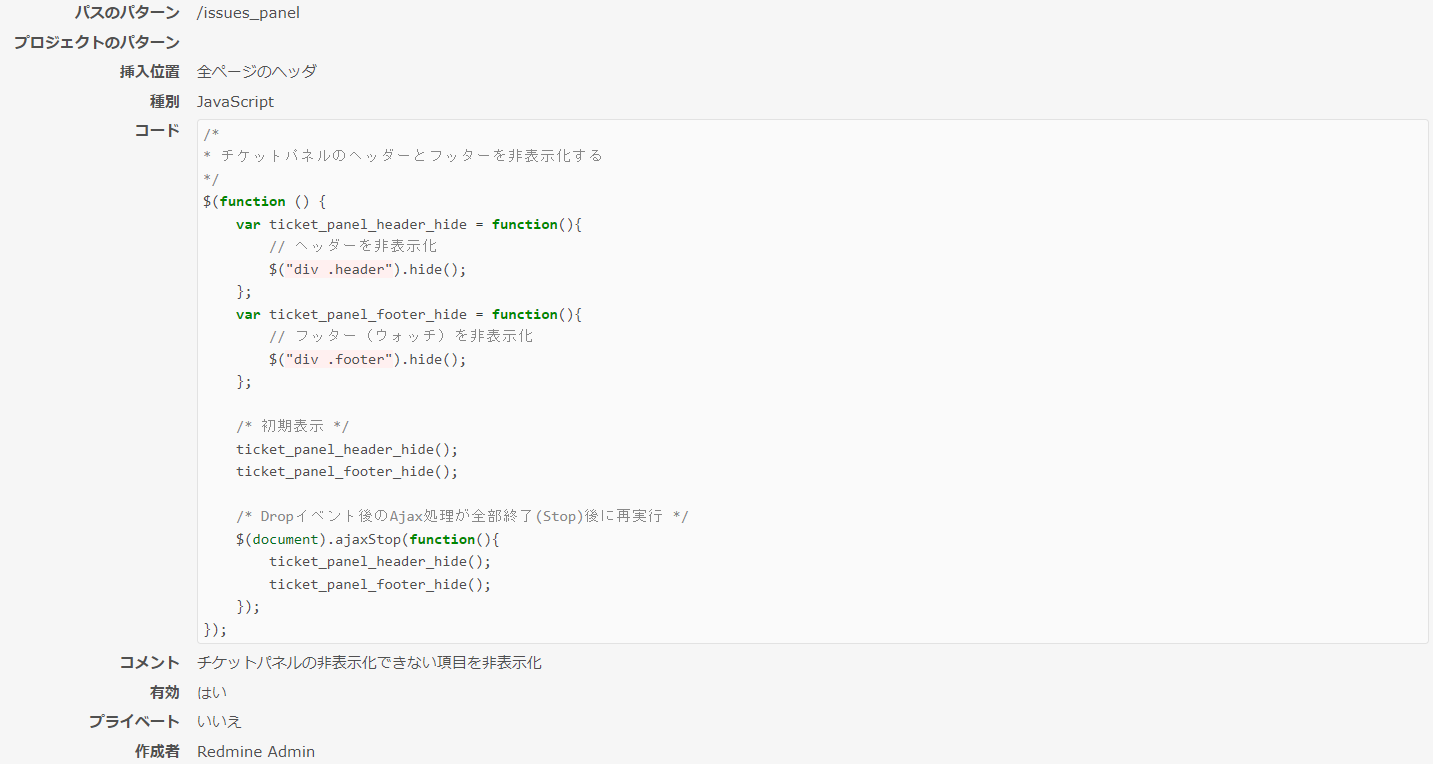 パスのパターン /issues_panel
プロジェクトのパターン
挿入位置 全ページのヘッダ
種別 JavaScript
コード /*
* チケットパネルのヘッダーとフッターを非表示化する
*/
$(function () {
    var ticket_panel_header_hide = function(){
        // ヘッダーを非表示化
        $("div .header").hide();
    };
    var ticket_panel_footer_hide = function(){
        // フッター（ウォッチ）を非表示化
        $("div .footer").hide();
    };
    /* 初期表示 */
    ticket_panel_header_hide();
    ticket_panel_footer_hide();
    /* Dropイベント後のAjax処理が全部終了(Stop)後に再実行 */
    $(document).ajaxStop(function(){
        ticket_panel_header_hide();
        ticket_panel_footer_hide();
    });
});
コメント チケットパネルの非表示化できない項目を非表示化
有効 はい
プライベート いいえ
作成者 Redmine Admin